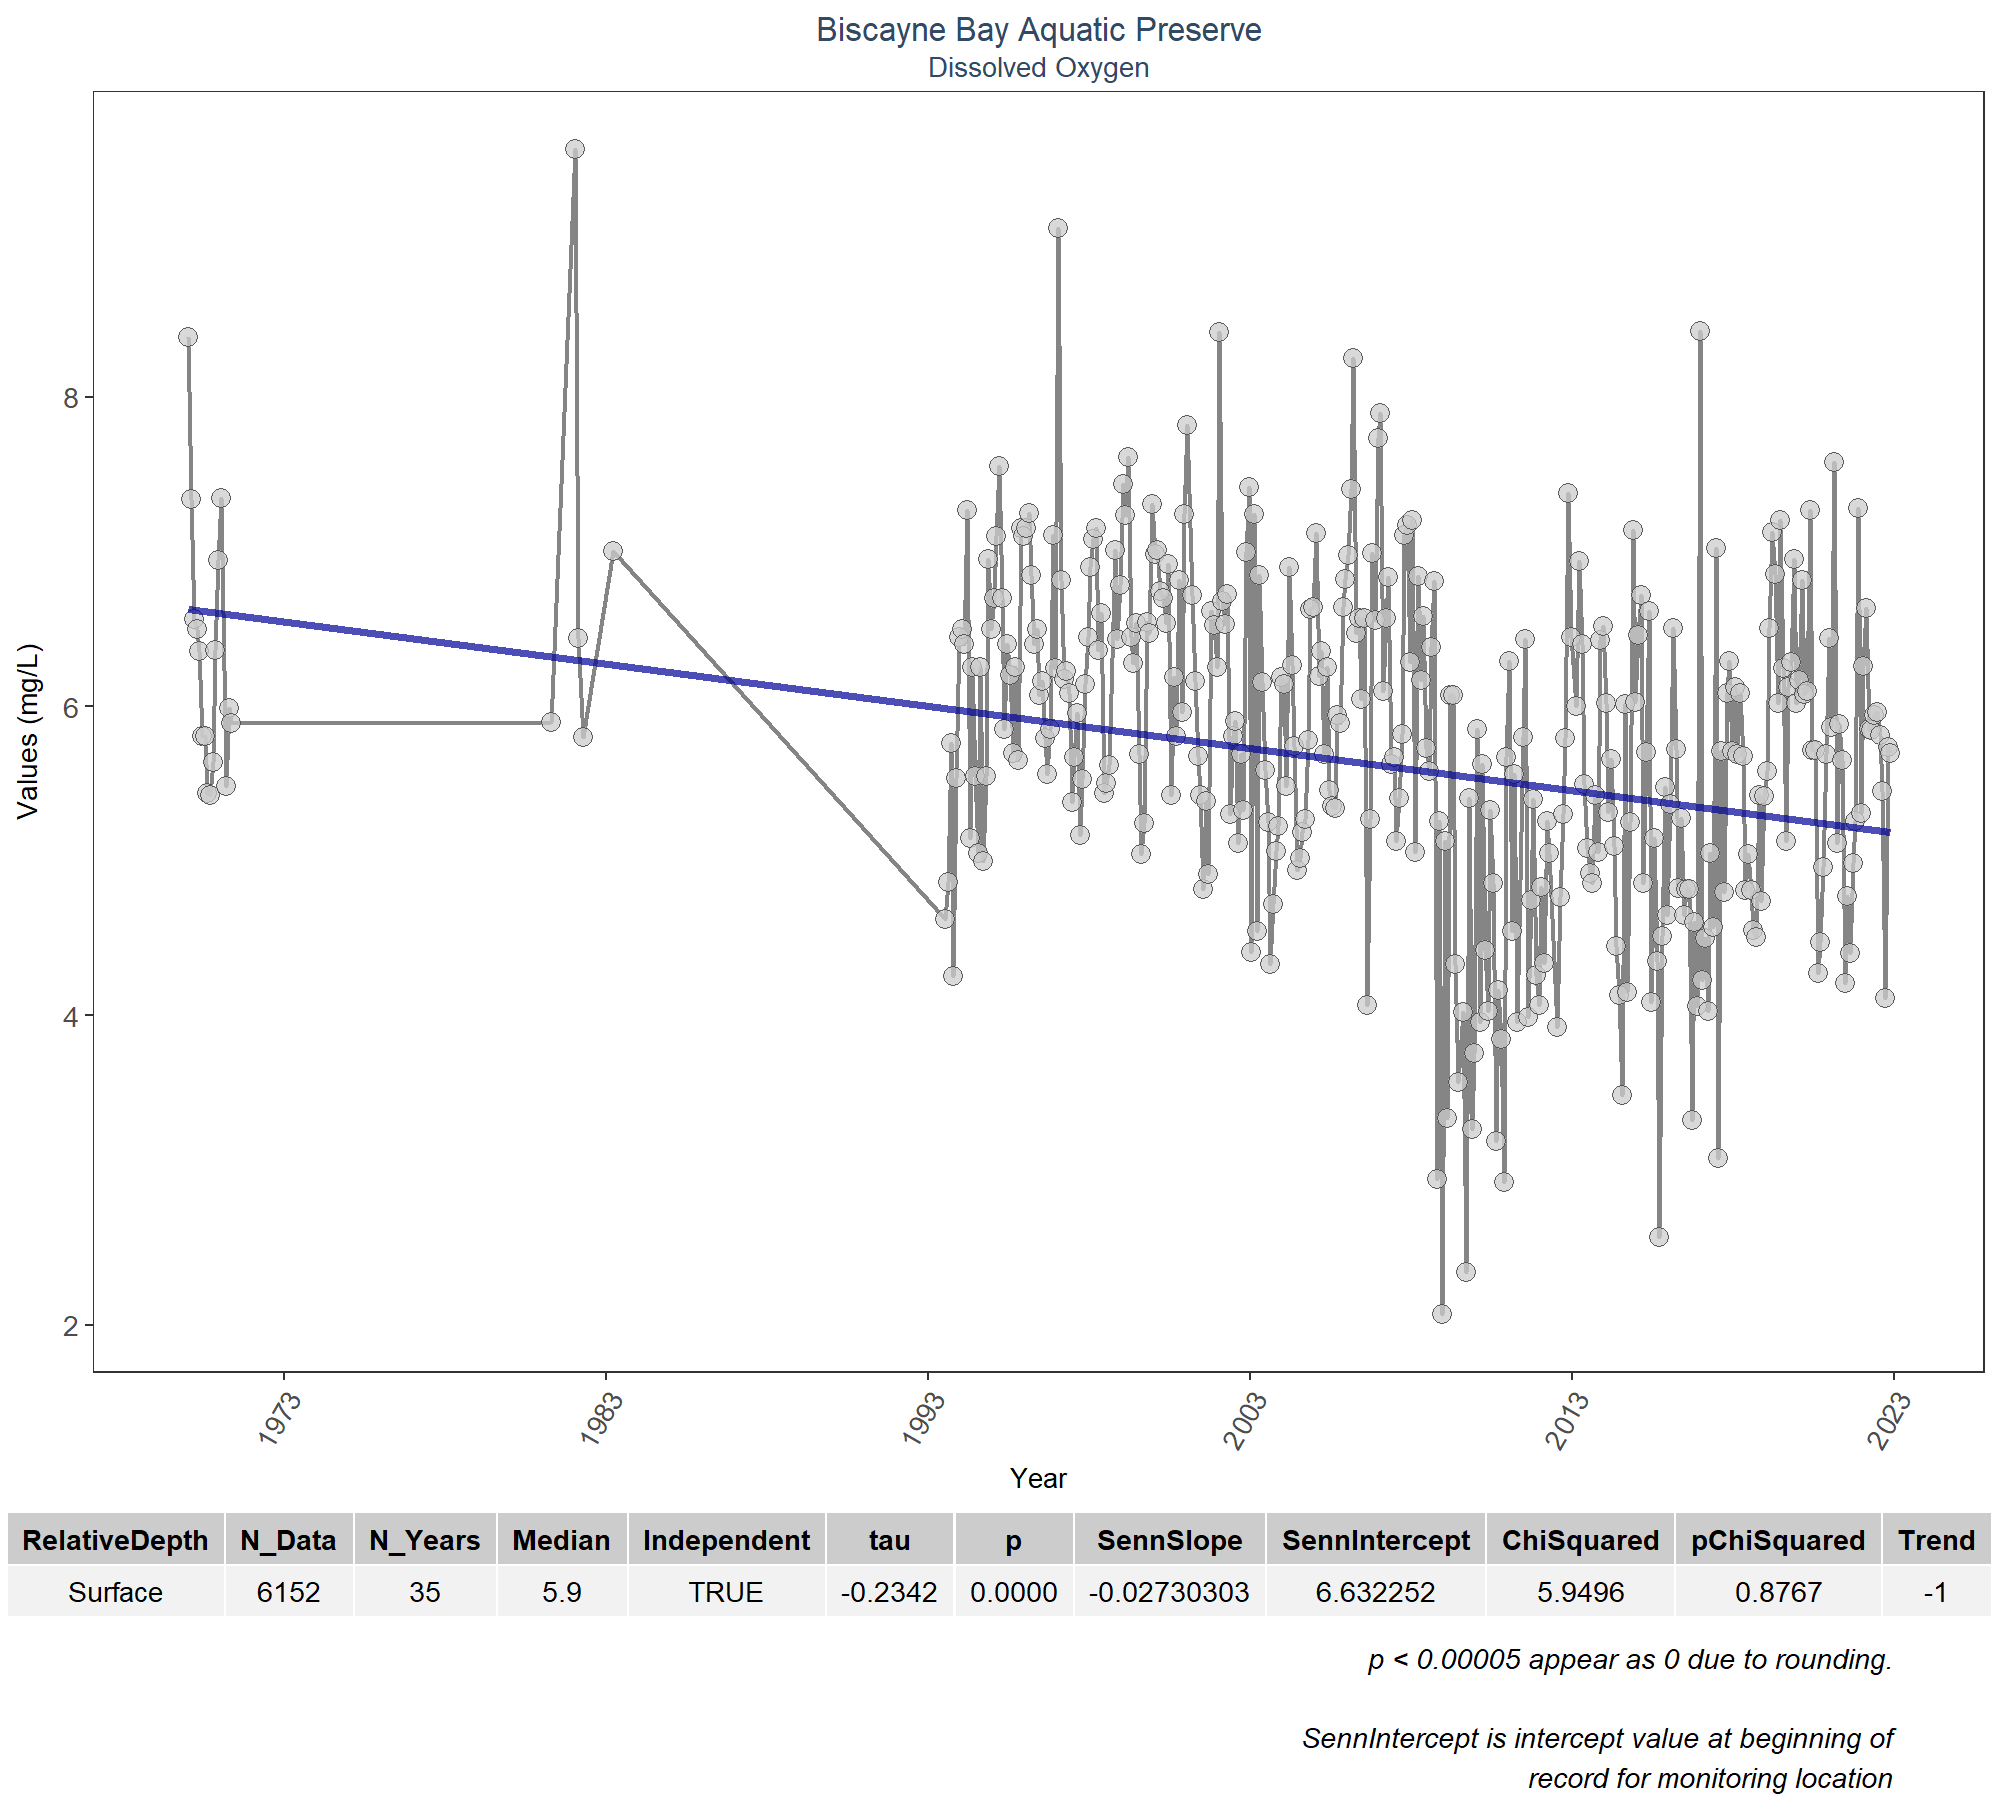 Biscayne Bay Aquatic Preserve
Dissolved Oxygen
Values (mg/L)
8
6
4
2
1973 1983 1993 2003 2013 2023
Year
RelativeDepth N_Data N_Years Median Independent tau p SennSlope SennIntercept ChiSquared pChiSquared Trend
Surface 6152 35 5.9 TRUE -0.2342 0.0000 -0.02730303 6.632252 5.9496 0.8767 -1
p < 0.00005 appear as 0 due to rounding.
SennIntercept is intercept value at beginning of
record for monitoring location